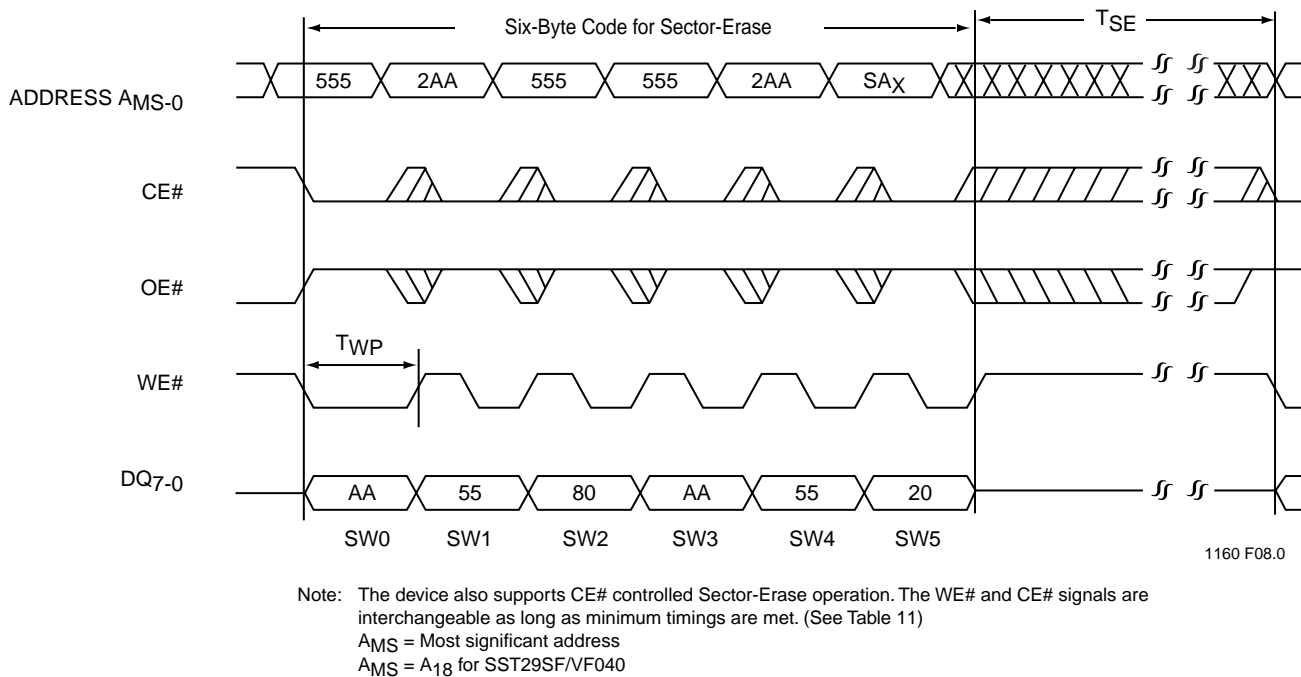 Six-Byte Code for Sector-Erase
TSE
ADDRESS AMS-0
555 2AA 555 555 2AA SAX
CE#
OE#
TWP
WE#
DQ7-0
AA 55 80 AA 55 20
SW0 SW1 SW2 SW3 SW4 SW5
1160 F08.0
Note: The device also supports CE# controlled Sector-Erase operation. The WE# and CE# signals are
interchangeable as long as minimum timings are met. (See Table 11)
AMS = Most significant address
AMS = A18 for SST29SF/VF040